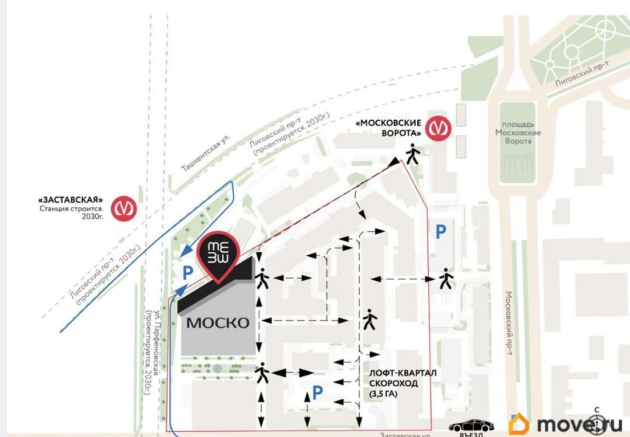 Лиговский пр-т
площадь
Московские
Ворота
«МОСКОВСКИЕ
ВОРОТА»
Лиговский пр-т
(проектируется, 2030г.)
Ташкентская ул.
«ЗАСТАВСКАЯ»
Станция строится.
2030г.
Лиговский пр-т
(проектируется, 2030г.)
P
P
МОСКО
ул. Парфеновская
(проектируется, 2030г.)
Московский пр-т
ЛОФТ-КВАРТАЛ
СКОРОХОД
(3,5 ГА)
P
P
С
Заставская ул.
ВЪЕЗД
move.ru